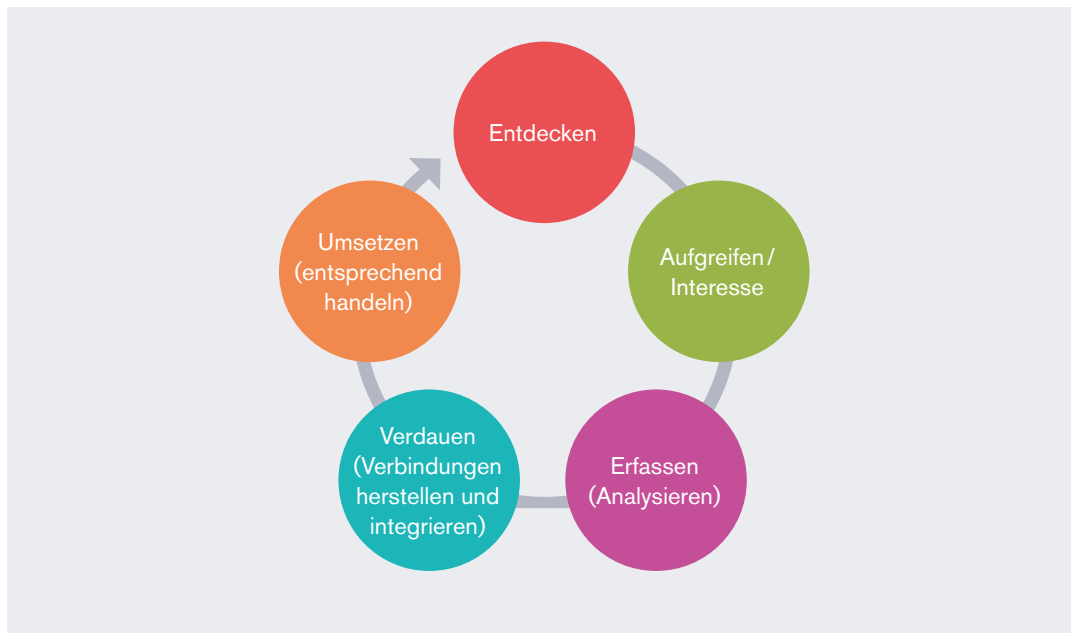 Entdecken
Aufgreifen/
Interesse
Erfassen
(Analysieren)
Verdauen
(Verbindungen
herstellen und
integrieren)
Umsetzen
(entsprechend
handeln)